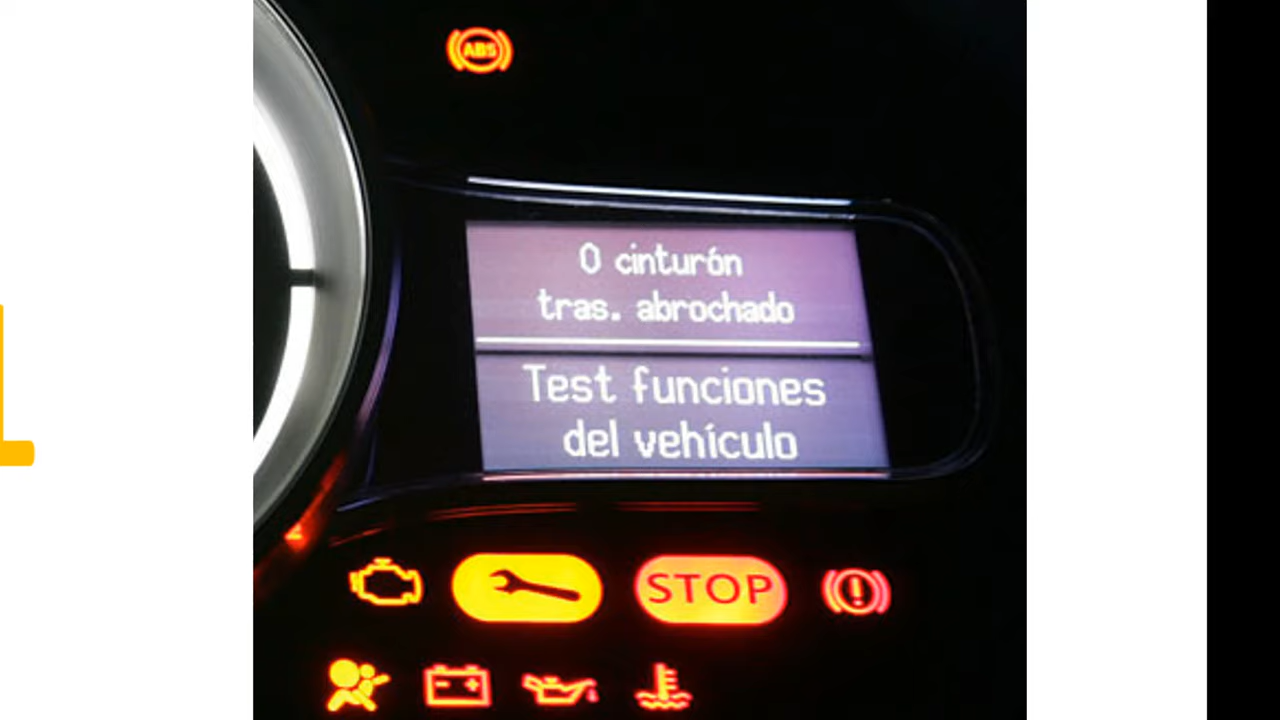 ABS
0 cinturón
tras. abrochado
Test funciones
del vehículo
STOP